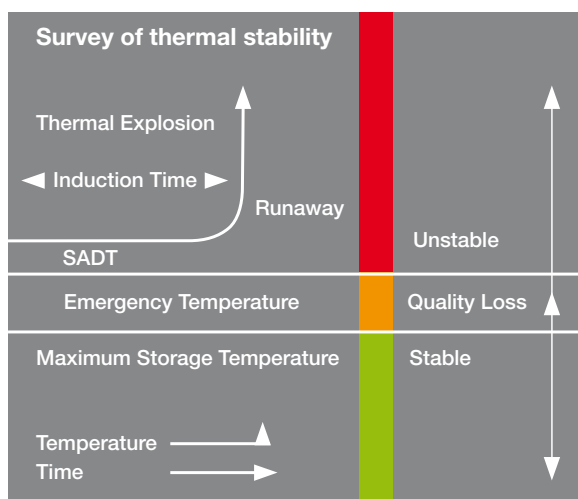 Survey of thermal stability
Thermal Explosion
Induction Time
Runaway
Unstable
SADT
Emergency Temperature
Quality Loss
Maximum Storage Temperature
Stable
Temperature
Time